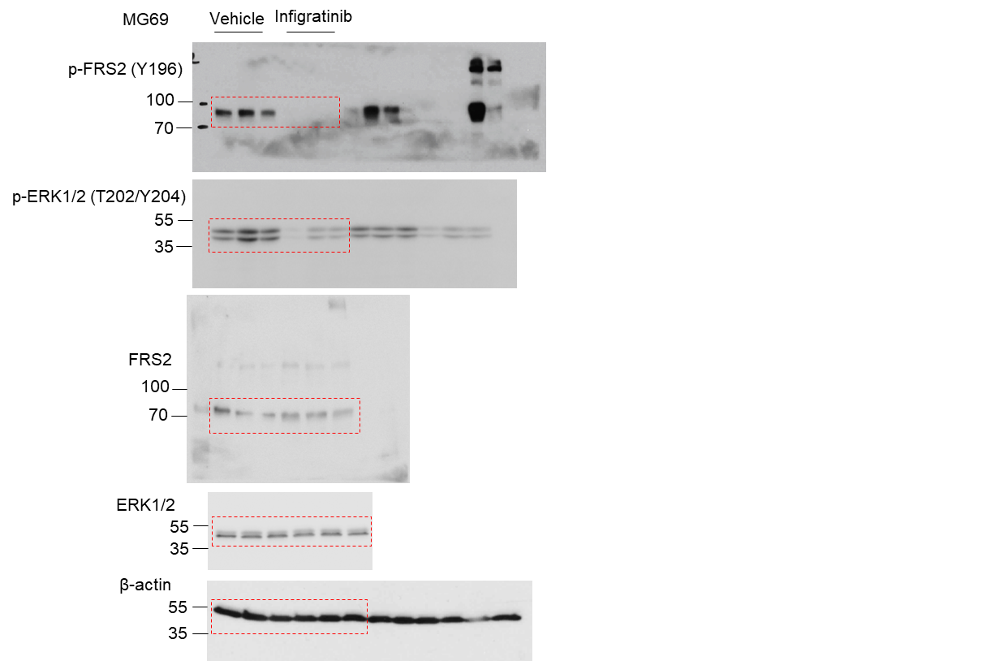 MG69 Vehicle Infigratinib
p-FRS2 (Y196)
100
70
p-ERK1/2 (T202/Y204)
55
35
FRS2
100
70
ERK1/2
55
35
β-actin
55
35